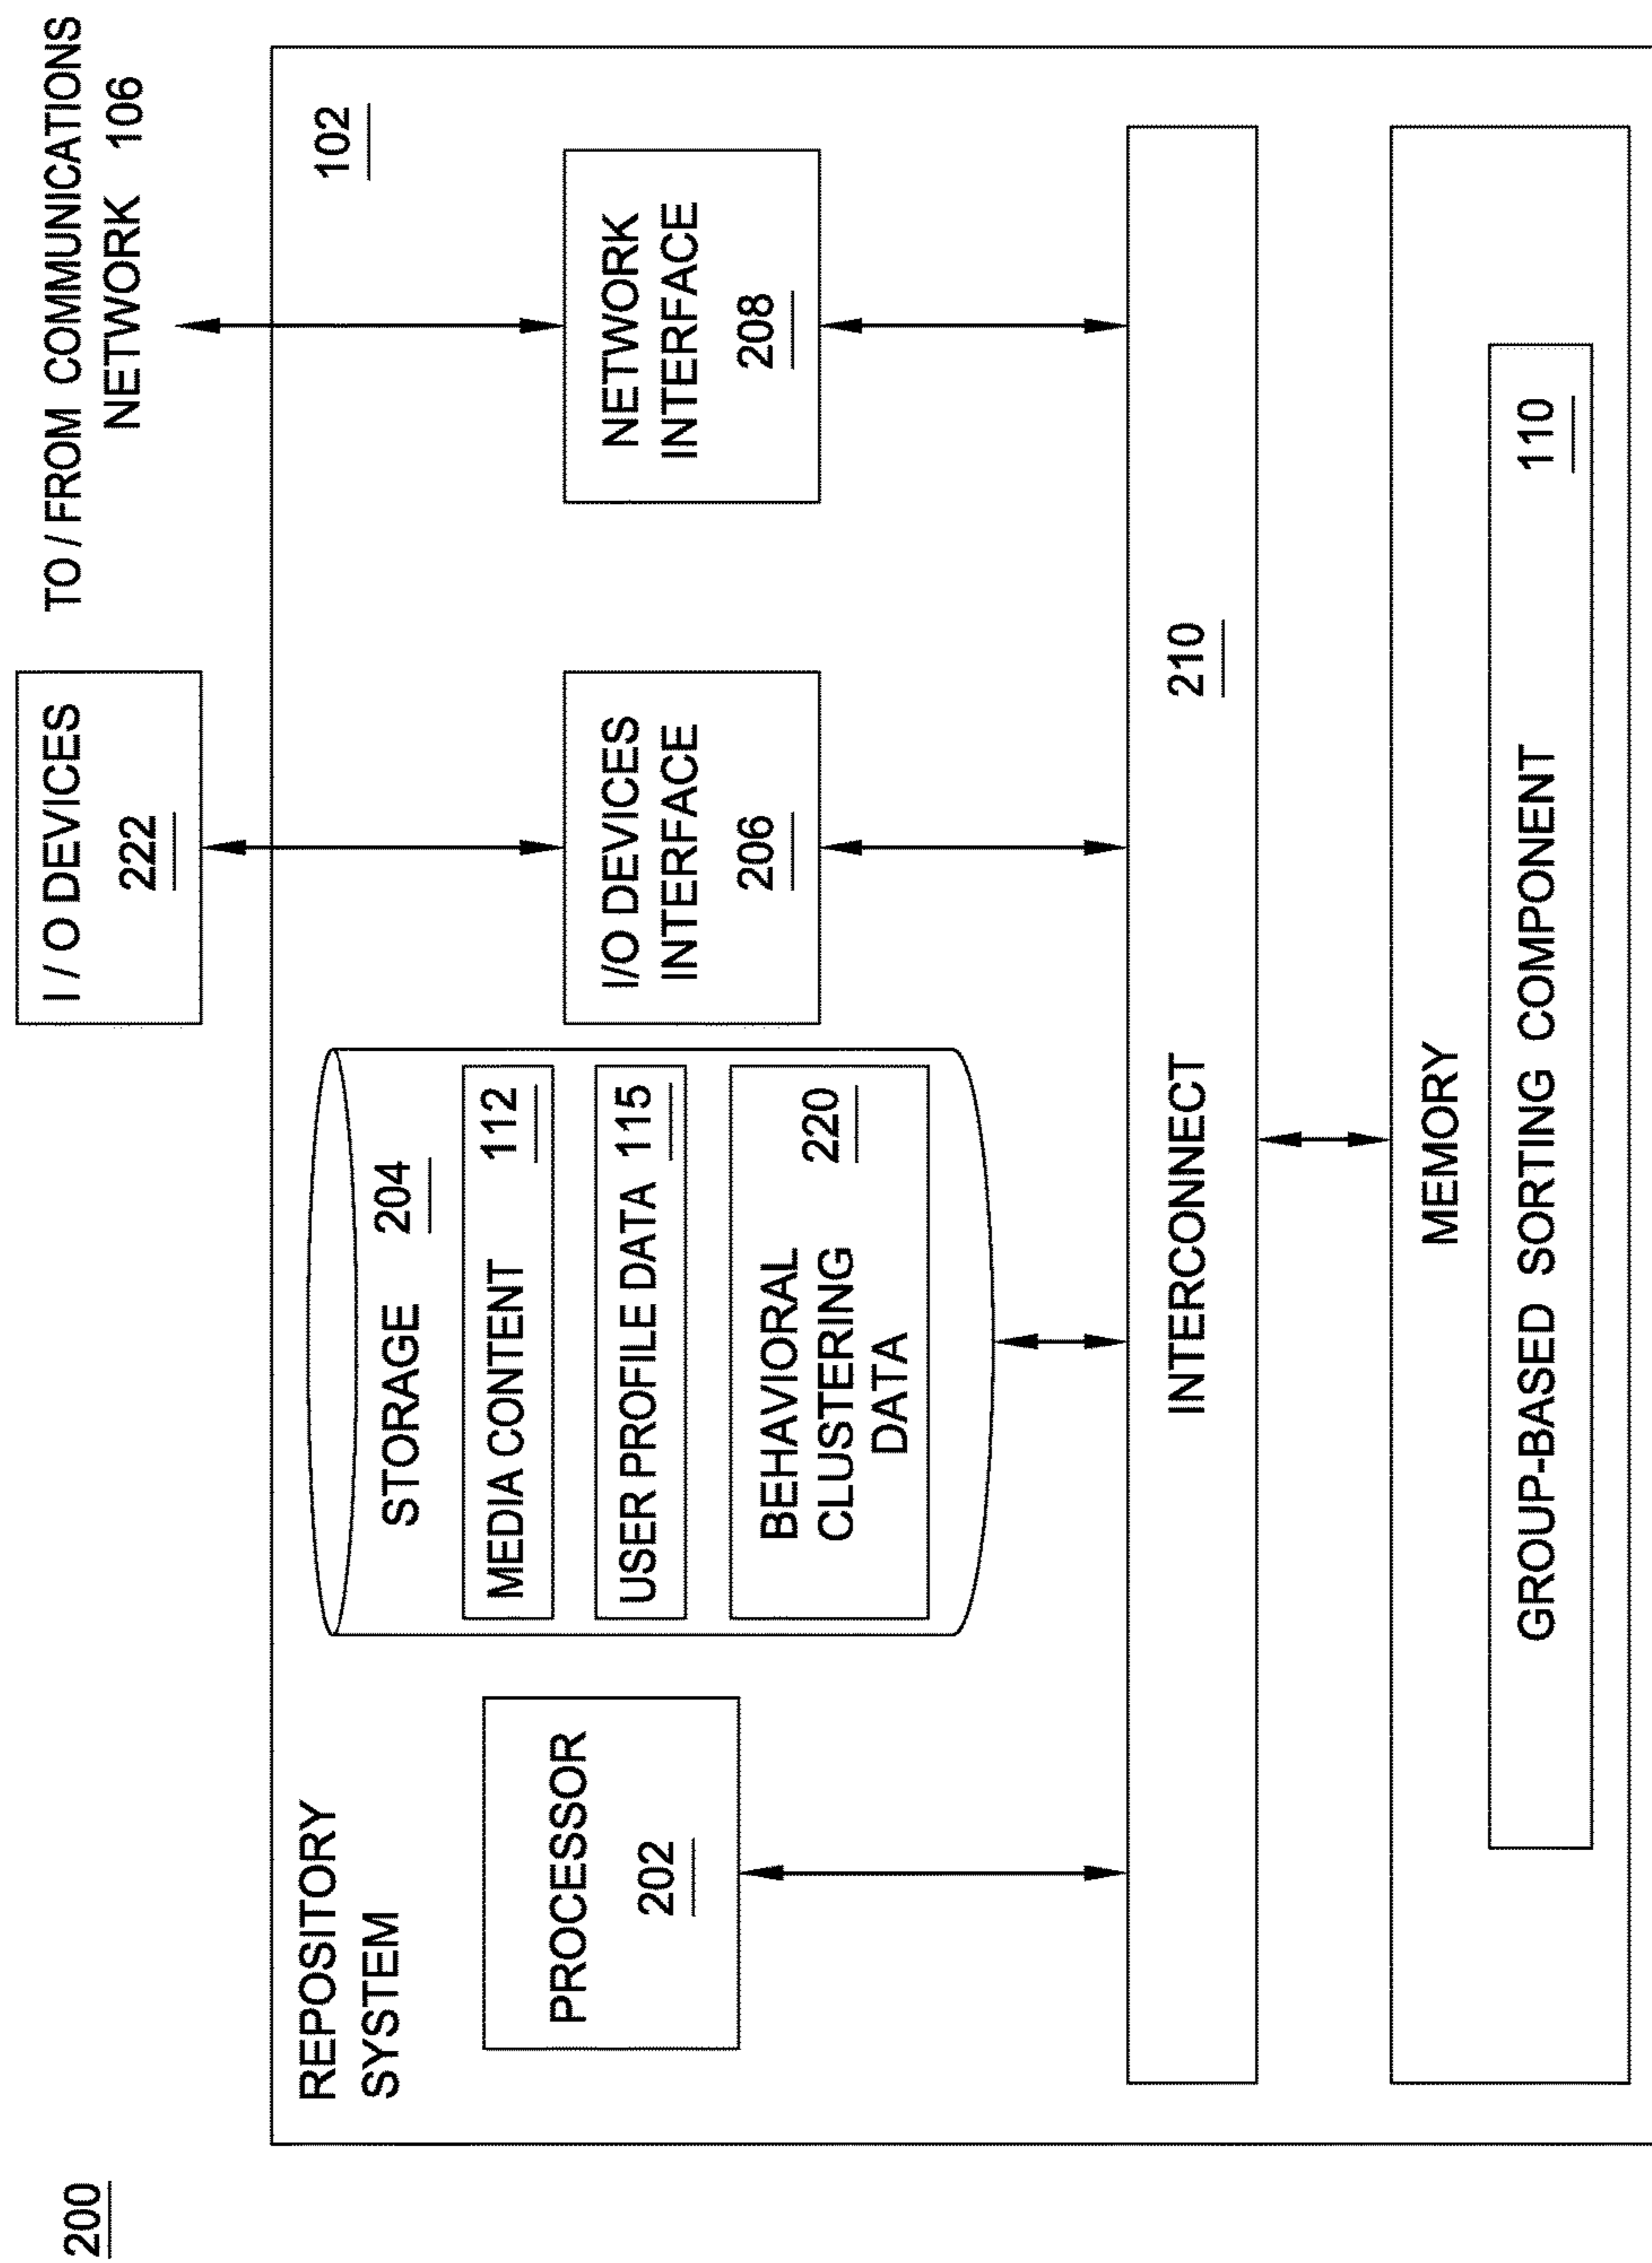 200
I / O DEVICES
222
TO / FROM COMMUNICATIONS
NETWORK 106
REPOSITORY
SYSTEM
102
PROCESSOR
202
STORAGE 204
MEDIA CONTENT 112
USER PROFILE DATA 115
BEHAVIORAL
CLUSTERING
DATA
220
I/O DEVICES
INTERFACE
206
NETWORK
INTERFACE
208
INTERCONNECT 210
MEMORY
GROUP-BASED SORTING COMPONENT 110